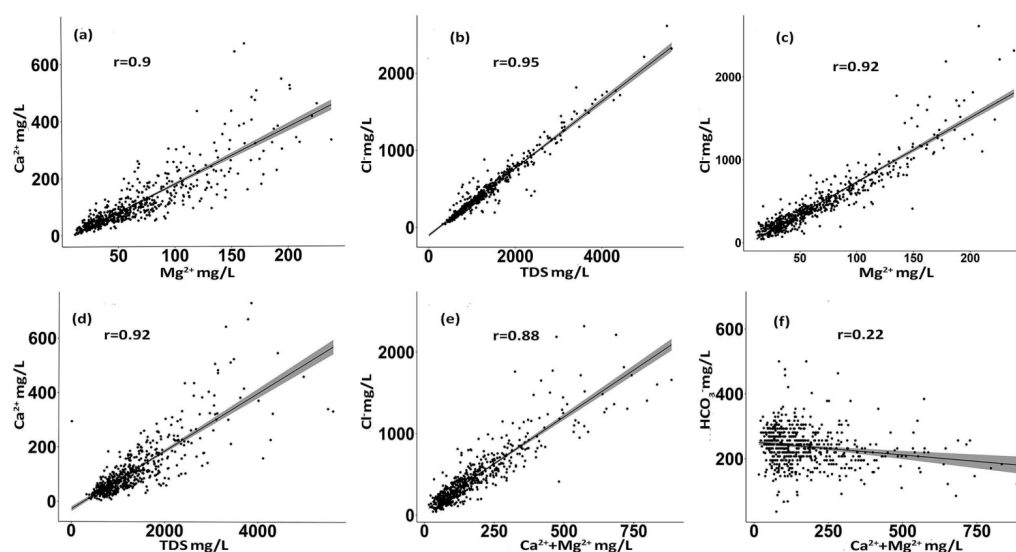 (a)
r=0.9
Ca²⁺ mg/L
600
400
200
0
50
100
150
200
Mg²⁺ mg/L
(b)
r=0.95
Cl⁻ mg/L
2000
1000
0
0
2000
4000
TDS mg/L
(c)
r=0.92
Cl⁻ mg/L
2000
1000
0
50
100
150
200
Mg²⁺ mg/L
(d)
r=0.92
Ca²⁺ mg/L
600
400
200
0
0
2000
4000
TDS mg/L
(e)
r=0.88
Cl⁻ mg/L
2000
1000
0
0
250
500
750
Ca²⁺+Mg²⁺ mg/L
(f)
r=0.22
HCO₃⁻ mg/L
600
400
200
0
0
250
500
750
Ca²⁺+Mg²⁺ mg/L